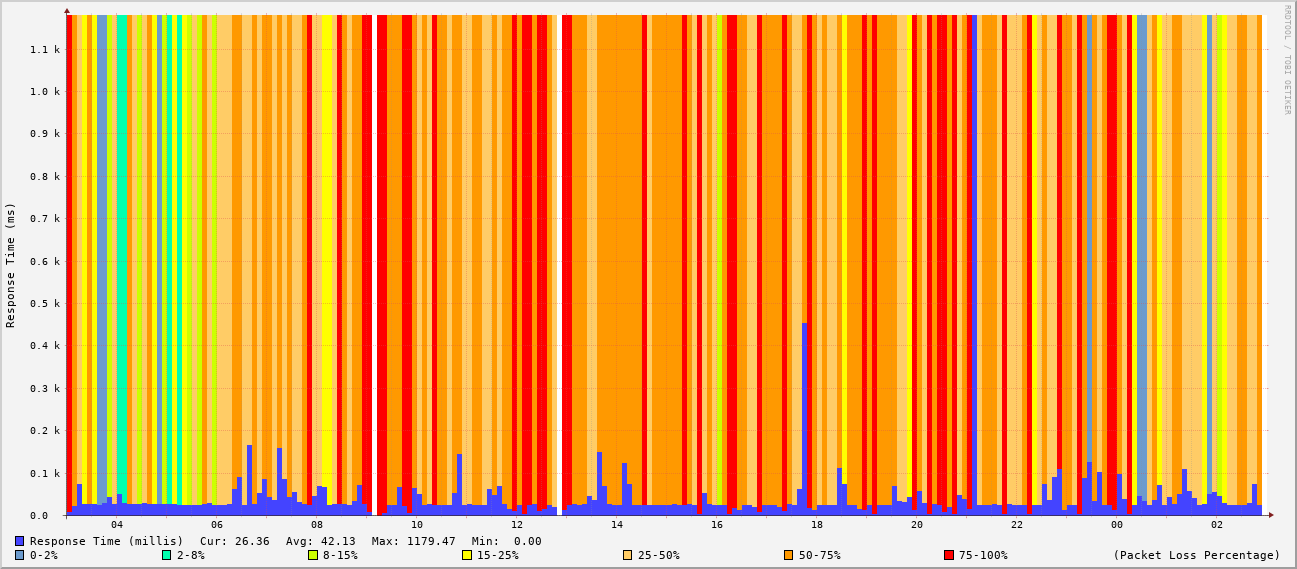 RRDTOOL / TOBI OETIKER
Response Time (ms)
1.1 k
1.0 k
0.9 k
0.8 k
0.7 k
0.6 k
0.5 k
0.4 k
0.3 k
0.2 k
0.1 k
0.0
04 06 08 10 12 14 16 18 20 22 00 02
Response Time (millis) Cur: 26.36 Avg: 42.13 Max: 1179.47 Min: 0.00
0-2% 2-8% 8-15% 15-25% 25-50% 50-75% 75-100% (Packet Loss Percentage)